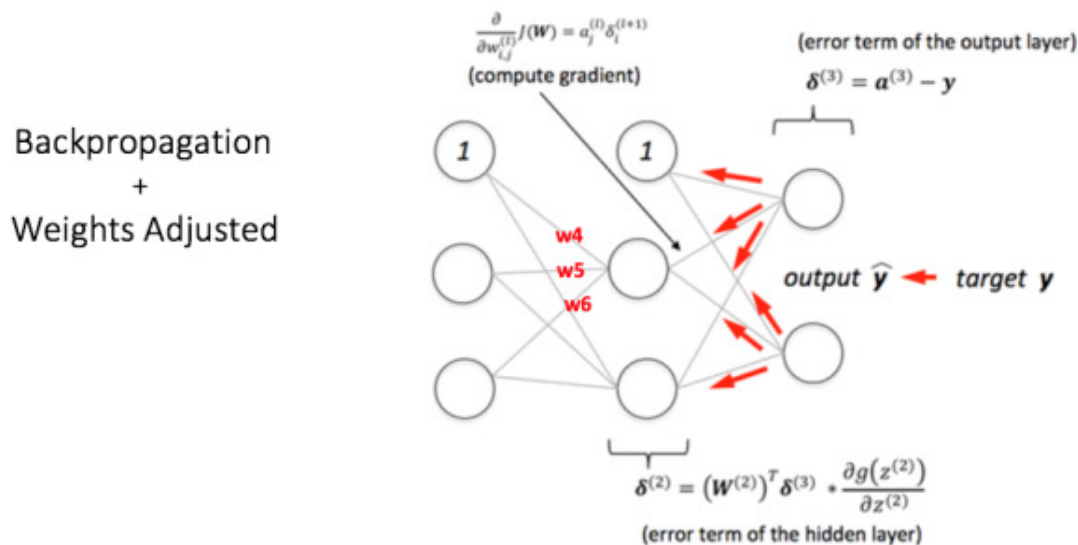 ∂/∂w_{i,j}^{(l)} J(W) = a_j^{(l)} δ_i^{(l+1)}
(compute gradient)
(error term of the output layer)
δ^{(3)} = a^{(3)} − y
Backpropagation
+
Weights Adjusted
1
1
w4
w5
w6
output ŷ
target y
δ^{(2)} = (W^{(2)})^T δ^{(3)} * ∂g(z^{(2)})/∂z^{(2)}
(error term of the hidden layer)